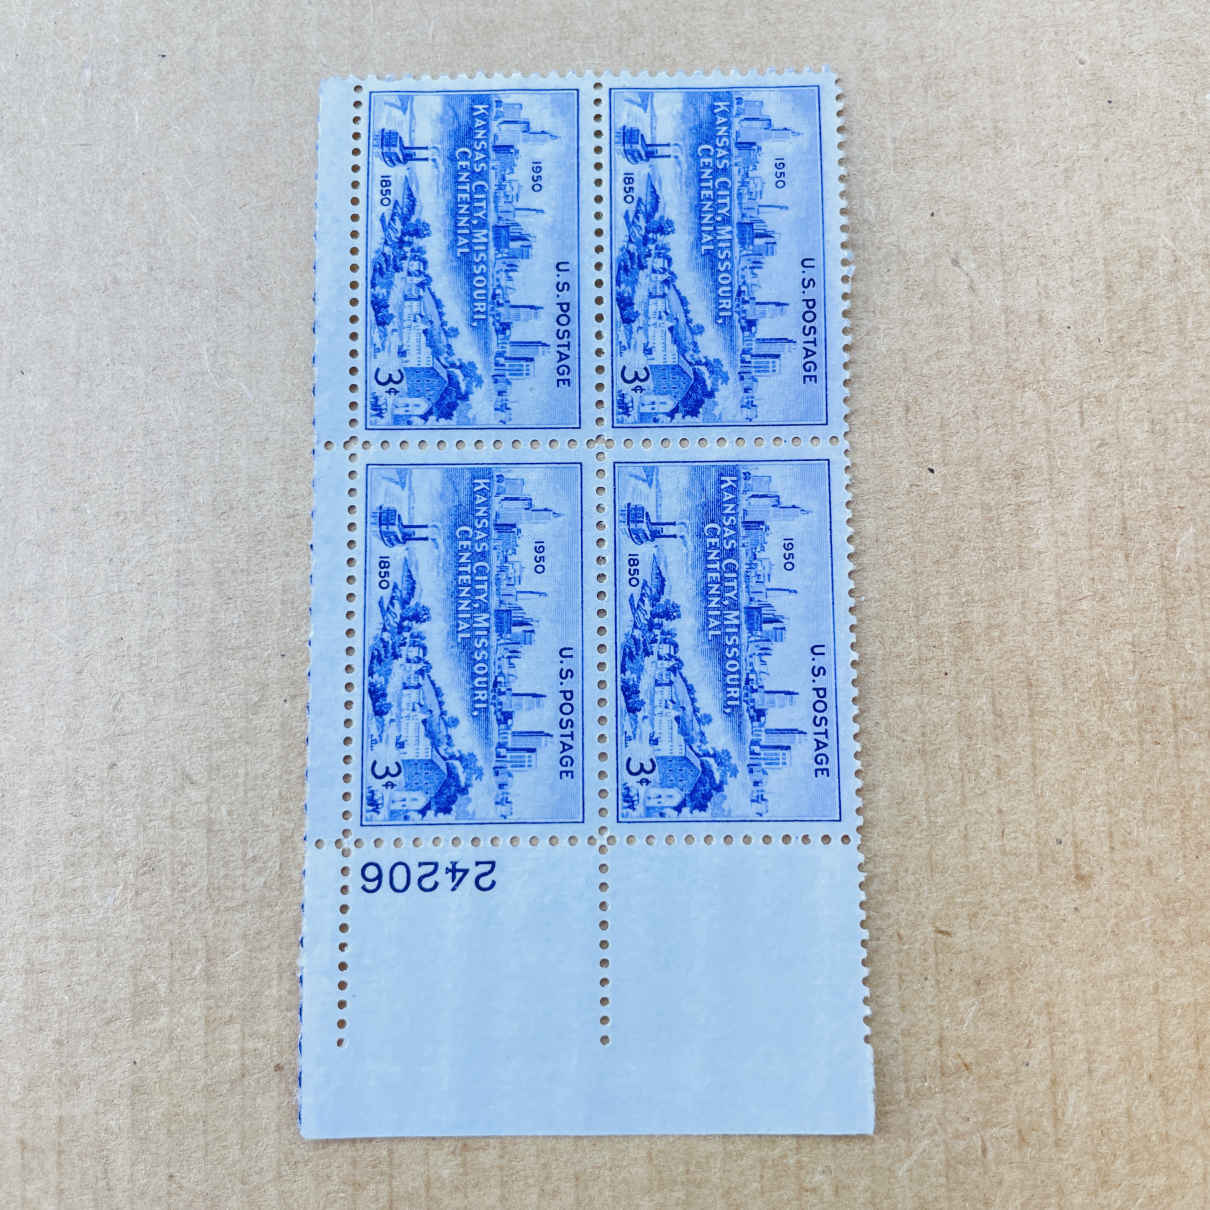 U.S. POSTAGE
1950
KANSAS CITY, MISSOURI,
CENTENNIAL
1850
3¢
U.S. POSTAGE
1950
KANSAS CITY, MISSOURI,
CENTENNIAL
1850
3¢
U.S. POSTAGE
1950
KANSAS CITY, MISSOURI,
CENTENNIAL
1850
3¢
U.S. POSTAGE
1950
KANSAS CITY, MISSOURI,
CENTENNIAL
1850
3¢
24206